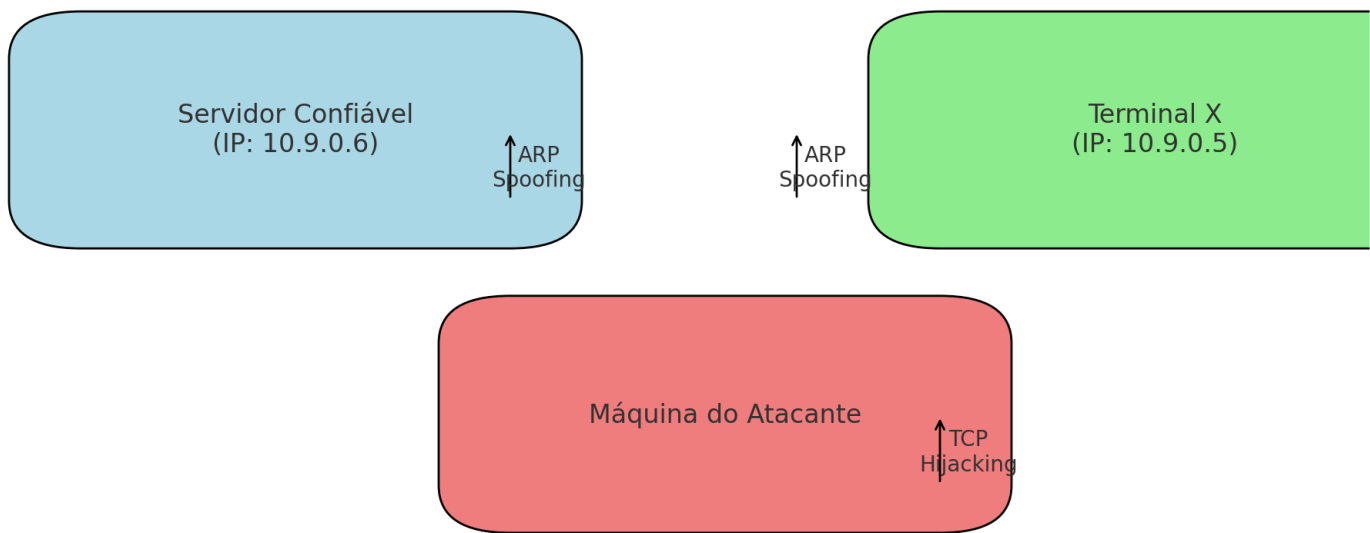 Servidor Confiável
(IP: 10.9.0.6)
ARP
Spoofing
ARP
Spoofing
Terminal X
(IP: 10.9.0.5)
Máquina do Atacante
TCP
Hijacking